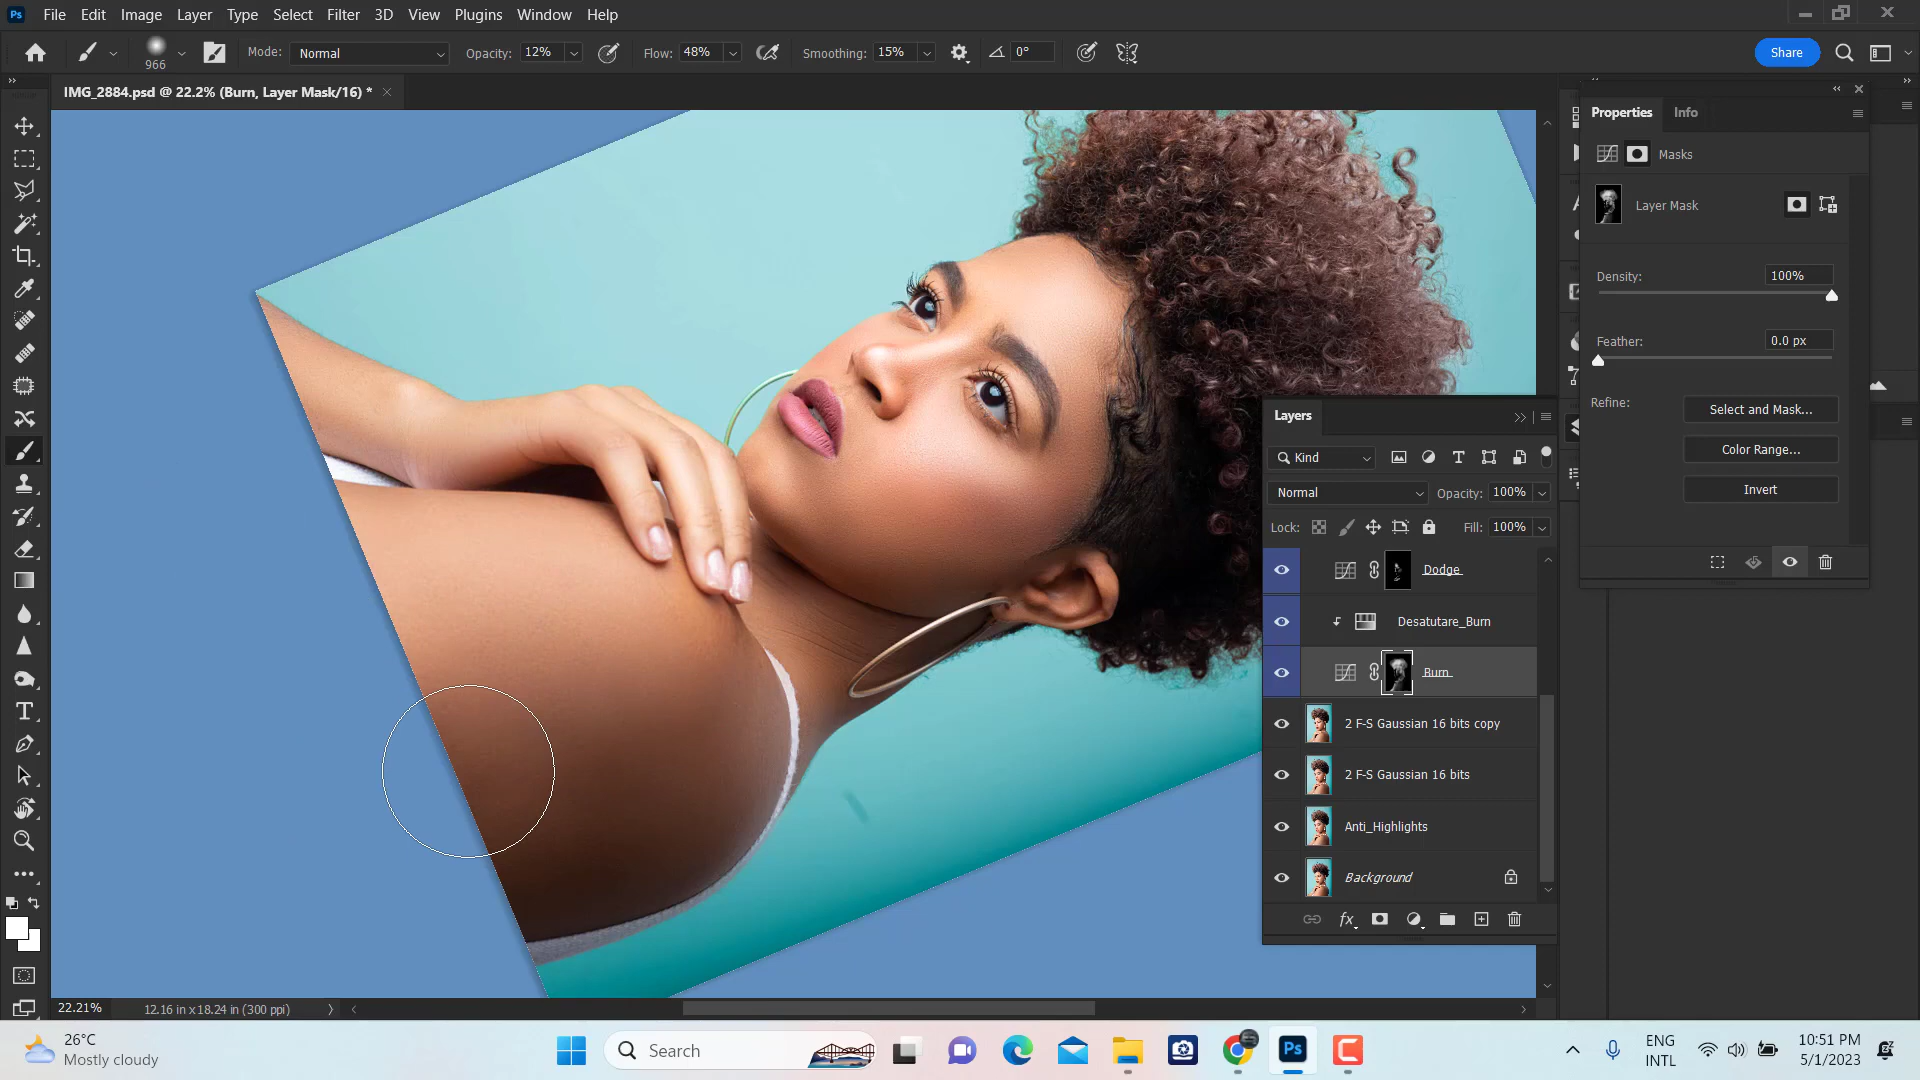 Ps File Edit Image Layer Type Select Filter 3D View Plugins Window Help
966 Mode: Normal Opacity: 12% Flow: 48% Smoothing: 15% 0° Share
IMG_2884.psd @ 22.2% (Burn, Layer Mask/16) *
Properties Info
Masks
Layer Mask
Density: 100%
Feather: 0.0 px
Refine: Select and Mask...
Color Range...
Invert
Layers
Kind
Normal Opacity: 100%
Lock: Fill: 100%
Dodge
Desatutare_Burn
Burn
2 F-S Gaussian 16 bits copy
2 F-S Gaussian 16 bits
Anti_Highlights
Background
fx
22.21% 12.16 in x 18.24 in (300 ppi)
26°C
Mostly cloudy
Search
Ps
ENG
INTL
10:51 PM
5/1/2023